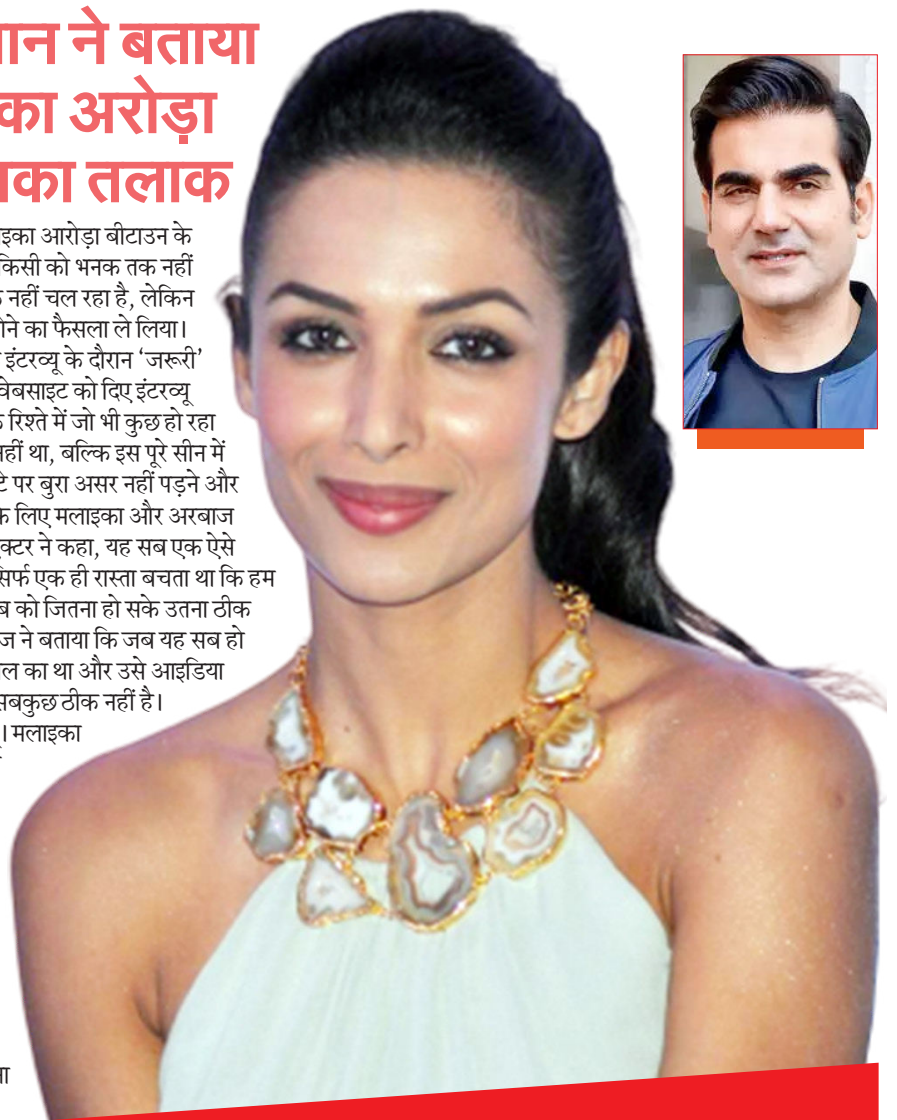 ने बताया
का अरोड़ा
तलाक
आरोड़ा बीटाउन के
किसी को भनक तक नहीं
नहीं चल रहा है, लेकिन
का फैसला ले लिया।
इंटरव्यू के दौरान ‘जरूरी’
वेबसाइट को दिए इंटरव्यू
रिश्ते में जो भी कुछ हो रहा
नहीं था, बल्कि इस पूरे सीन में
पर बुरा असर नहीं पड़ने और
लिए मलाइका और अरबाज
ने कहा, यह सब एक ऐसे
सिर्फ एक ही रास्ता बचता था कि हम
को जितना हो सके उतना ठीक
ने बताया कि जब यह सब हो
का था और उसे आइडिया
सबकुछ ठीक नहीं है।
। मलाइका